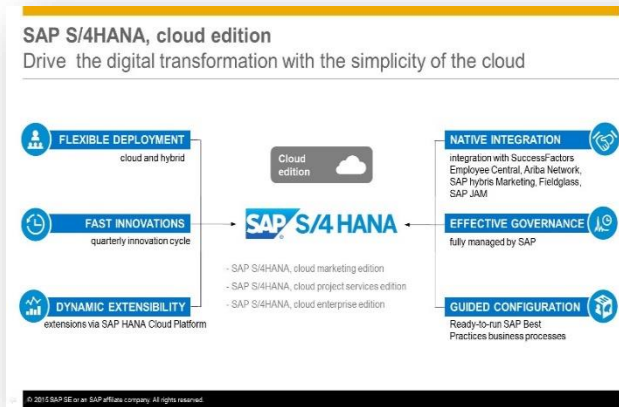 SAP S/4HANA, cloud edition
Drive the digital transformation with the simplicity of the cloud
FLEXIBLE DEPLOYMENT
cloud and hybrid
FAST INNOVATIONS
quarterly innovation cycle
DYNAMIC EXTENSIBILITY
extensions via SAP HANA Cloud Platform
Cloud
edition
SAP S/4HANA
- SAP S/4HANA, cloud marketing edition
- SAP S/4HANA, cloud project services edition
- SAP S/4HANA, cloud enterprise edition
NATIVE INTEGRATION
integration with SuccessFactors
Employee Central, Ariba Network,
SAP hybris Marketing, Fieldglass,
SAP JAM
EFFECTIVE GOVERNANCE
fully managed by SAP
GUIDED CONFIGURATION
Ready-to-run SAP Best
Practices business processes
© 2015 SAP SE or an SAP affiliate company. All rights reserved.